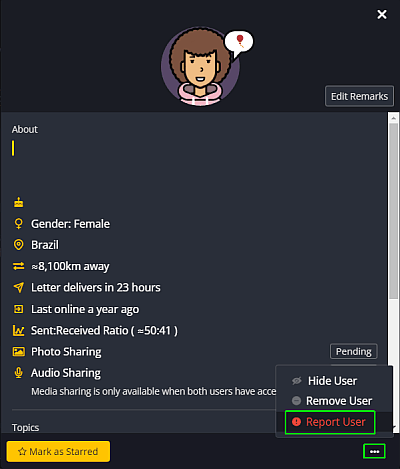 Edit Remarks
About
Gender: Female
Brazil
≈8,100km away
Letter delivers in 23 hours
Last online a year ago
Sent:Received Ratio ( ≈50:41 )
Photo Sharing
Pending
Audio Sharing
Media sharing is only available when both users have
Hide User
Remove User
Report User
Topics
Mark as Starred